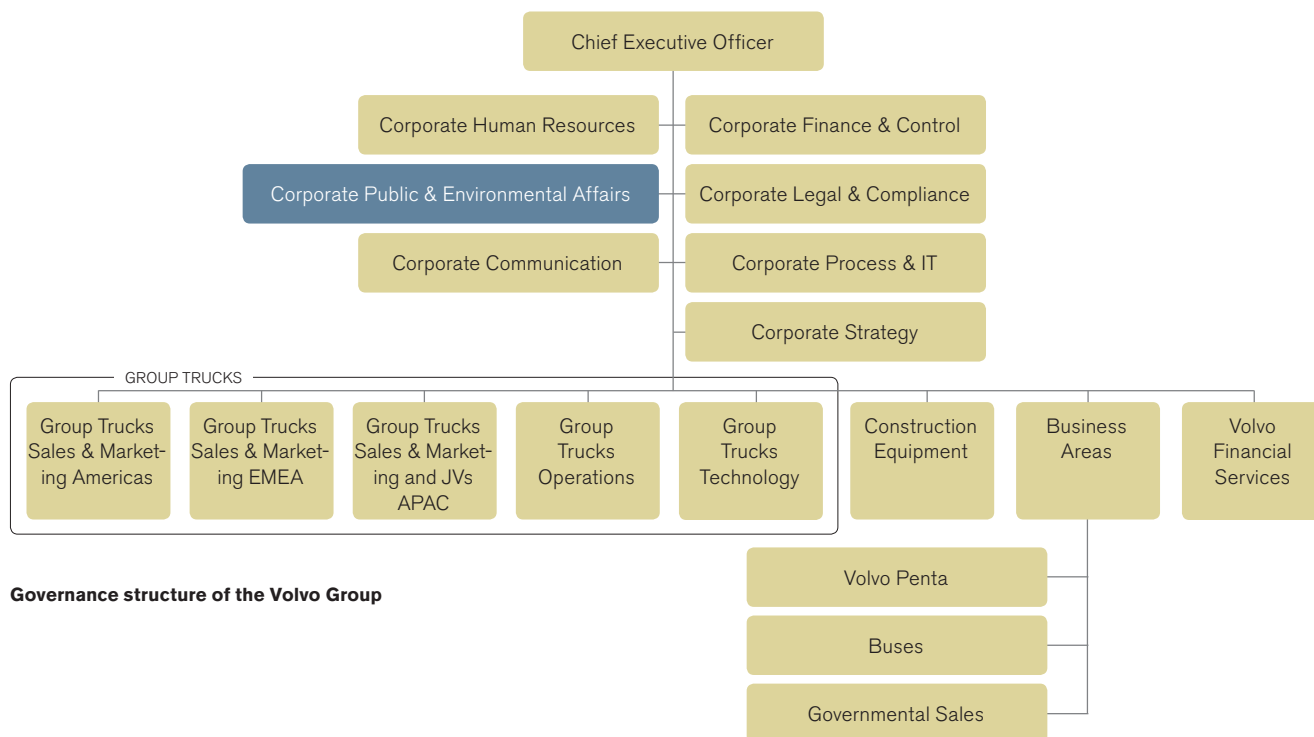 Chief Executive Officer
Corporate Human Resources
Corporate Finance & Control
Corporate Public & Environmental Affairs
Corporate Legal & Compliance
Corporate Communication
Corporate Process & IT
Corporate Strategy
GROUP TRUCKS
Group Trucks
Sales & Market-
ing Americas
Group Trucks
Sales & Market-
ing EMEA
Group Trucks
Sales & Market-
ing and JVs
APAC
Group
Trucks
Operations
Group
Trucks
Technology
Construction
Equipment
Business
Areas
Volvo
Financial
Services
Volvo Penta
Governance structure of the Volvo Group
Buses
Governmental Sales